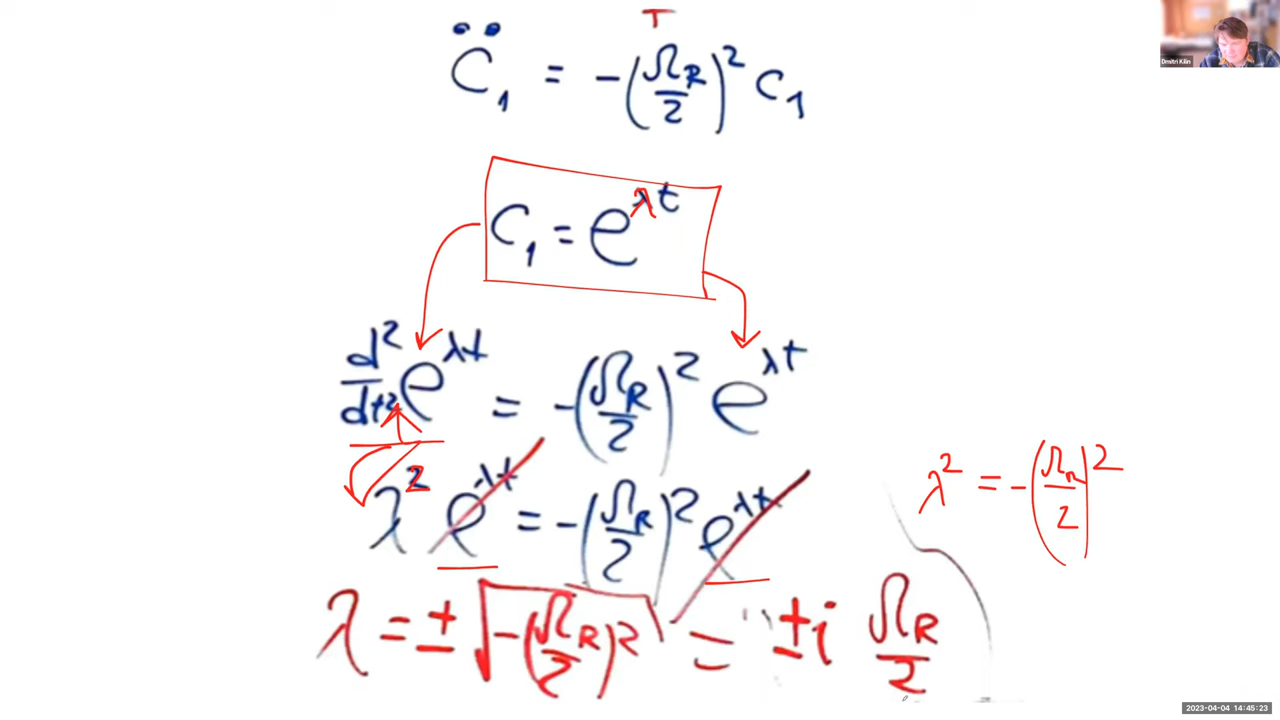 C̈₁ = -(Ω_R/2)² C₁
C₁ = e^{λt}
d²/dt² e^{λt} = -(Ω_R/2)² e^{λt}
2
λ² e^{λt} = -(Ω_R/2)² e^{λt}
λ² = -(Ω_R/2)²
λ = ±√(-(Ω_R/2)²) = ±i Ω_R/2
Dmitri Kilin
2023-04-04 14:45:23